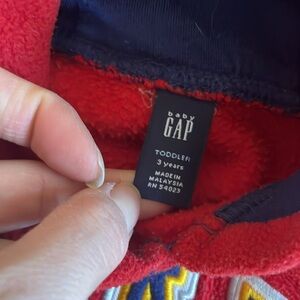 baby
GAP
TODDLER
3 years
MADE IN
MALAYSIA
RN 54023